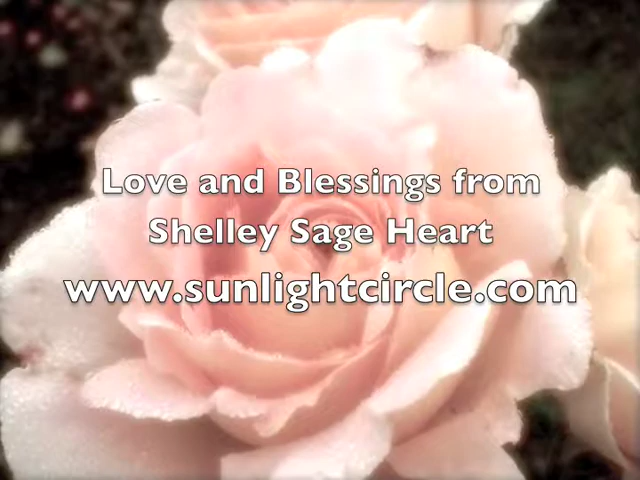 Love and Blessings from
Shelley Sage Heart
www.sunlightcircle.com